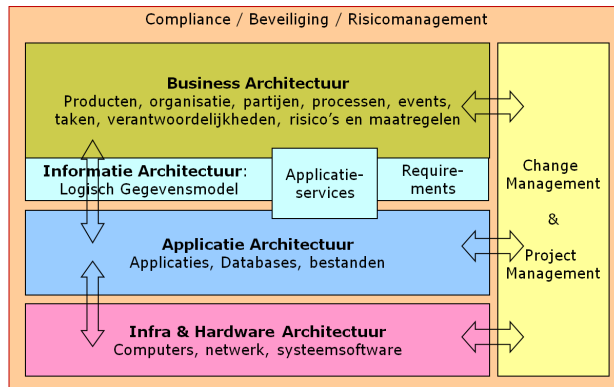 Compliance / Beveiliging / Risicomanagement
Business Architectuur
Producten, organisatie, partijen, processen, events,
taken, verantwoordelijkheden, risico's en maatregelen
Informatie Architectuur:
Logisch Gegevensmodel
Applicatie-
services
Require-
ments
Applicatie Architectuur
Applicaties, Databases, bestanden
Infra & Hardware Architectuur
Computers, netwerk, systeemsoftware
Change
Management
&
Project
Management